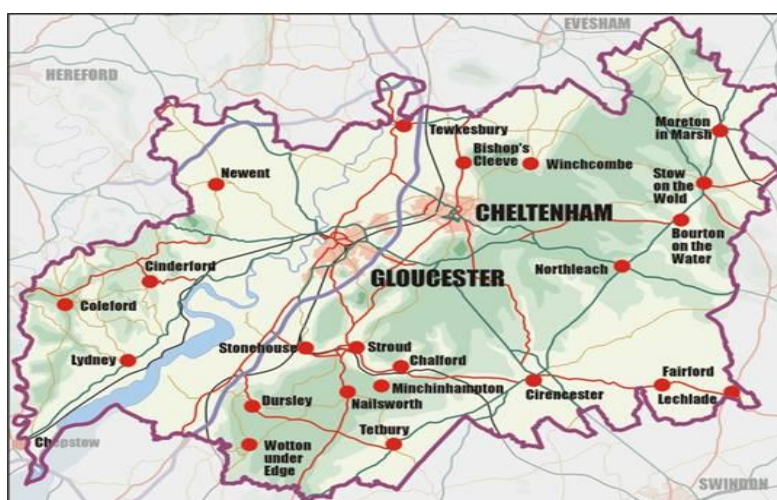 EVESHAM
HEREFORD
Tewkesbury
Moreton
in Marsh
Bishop's
Cleeve
Winchcombe
Newent
Stow
on the
Wold
CHELTENHAM
Bourton
on the
Water
Cinderford
GLOUCESTER
Northleach
Coleford
Stonehouse
Stroud
Lydney
Chalford
Minchinhampton
Fairford
Cirencester
Lechlade
Dursley
Nailsworth
Tetbury
Chepstow
Wotton
under
Edge
SWINDON